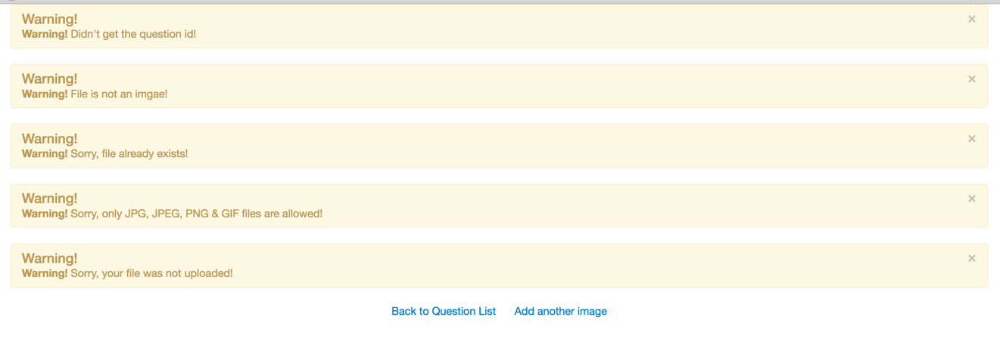 Warning!
Warning! Didn't get the question id!
Warning!
Warning! File is not an imgae!
Warning!
Warning! Sorry, file already exists!
Warning!
Warning! Sorry, only JPG, JPEG, PNG & GIF files are allowed!
Warning!
Warning! Sorry, your file was not uploaded!
Back to Question List Add another image